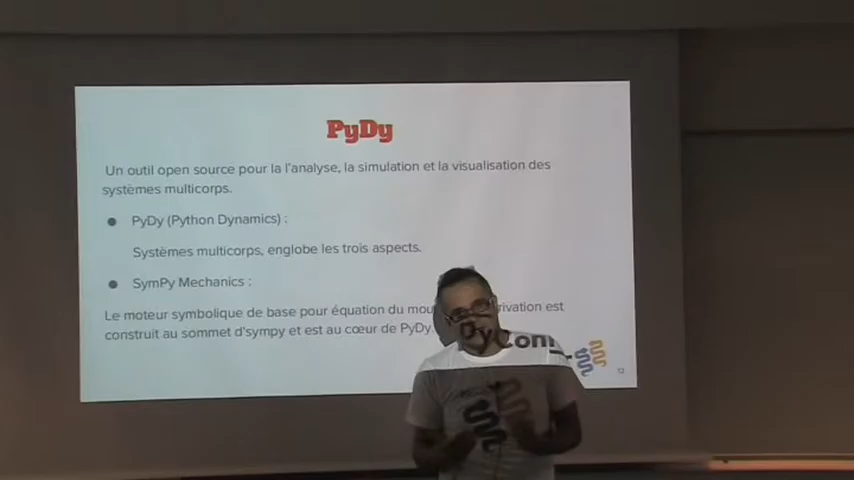 PyDy
Un outil open source pour la l'analyse, la simulation et la visualisation des
systèmes multicorps.
PyDy (Python Dynamics) :
Systèmes multicorps, englobe les trois aspects.
SymPy Mechanics :
Le moteur symbolique de base pour équation du mou rivation est
construit au sommet d'sympy et est au cœur de PyDy.
PyCon
12